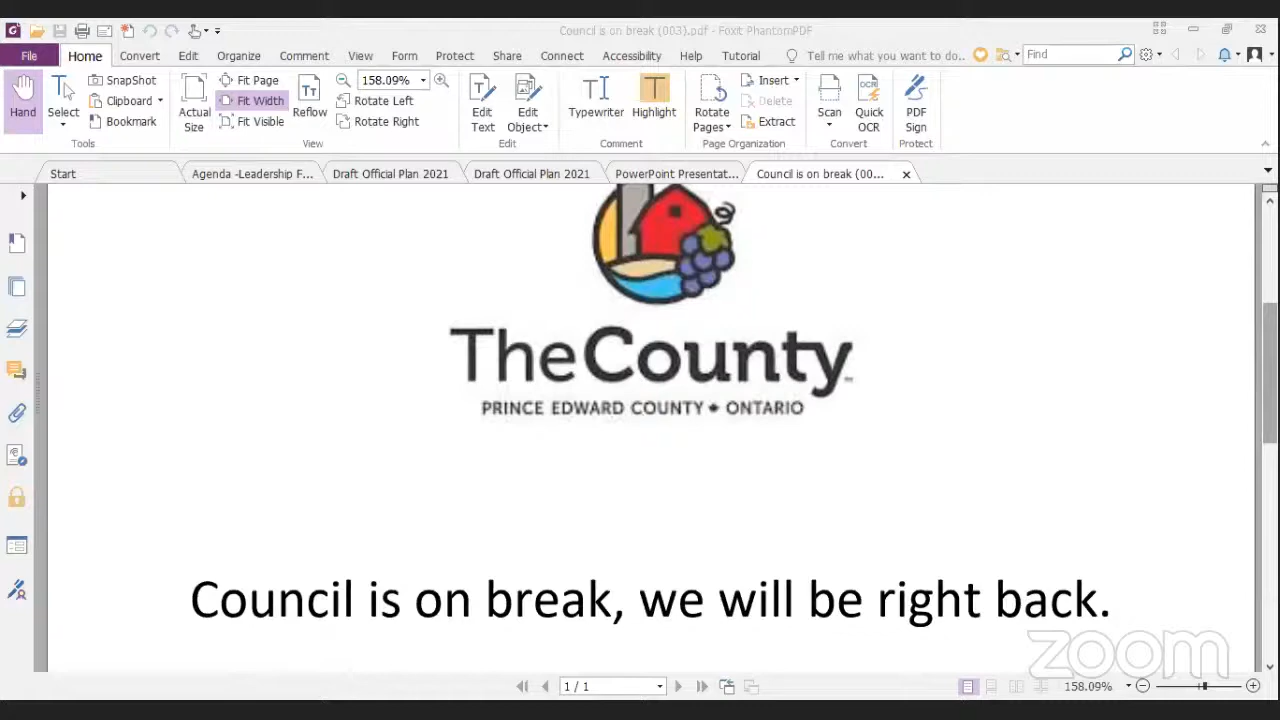 Council is on break (003).pdf - Foxit PhantomPDF
File Home Convert Edit Organize Comment View Form Protect Share Connect Accessibility Help Tutorial Tell me what you want to do... Find
Hand
Select
SnapShot
Clipboard
Bookmark
Tools
Actual Size
Fit Page
Fit Width
Fit Visible
Reflow
158.09%
Rotate Left
Rotate Right
View
Edit Text
Edit Object
Edit
Typewriter
Highlight
Comment
Rotate Pages
Insert
Delete
Extract
Page Organization
Scan
Quick OCR
Convert
PDF Sign
Protect
Start Agenda -Leadership F... Draft Official Plan 2021 Draft Official Plan 2021 PowerPoint Presentat... Council is on break (00...
TheCounty
PRINCE EDWARD COUNTY ONTARIO
Council is on break, we will be right back.
zoom
1 / 1 158.09%